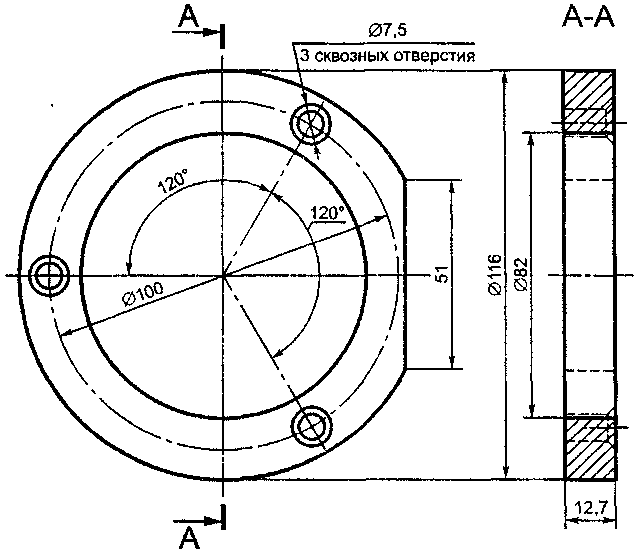 А
А-А
Ø7,5
3 сквозных отверстия
120°
120°
Ø100
51
Ø116
Ø82
12,7
А